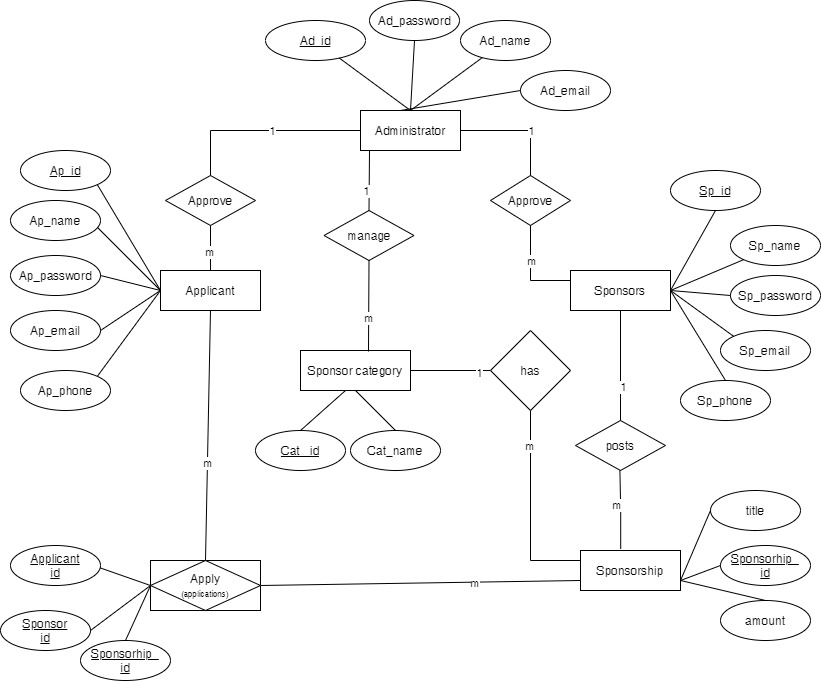 Ad_password
Ad_id
Ad_name
Ad_email
Administrator
1
1
Ap_id
1
Sp_id
Approve
Approve
Ap_name
manage
Sp_name
m
m
Ap_password
Applicant
Sponsors
Sp_password
m
Ap_email
Sp_email
Sponsor category
1
has
1
Ap_phone
Sp_phone
Cat_ id
Cat_name
m
posts
m
m
title
Applicant
id
Sponsorship
Sponsorhip_
id
Apply
(applications)
m
Sponsor
id
amount
Sponsorhip_
id